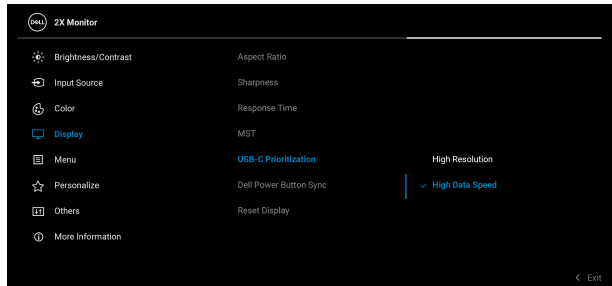 DELL 2X Monitor
Brightness/Contrast Aspect Ratio
Input Source Sharpness
Color Response Time
Display MST
Menu USB-C Prioritization High Resolution
Personalize Dell Power Button Sync High Data Speed
Others Reset Display
More Information
Exit